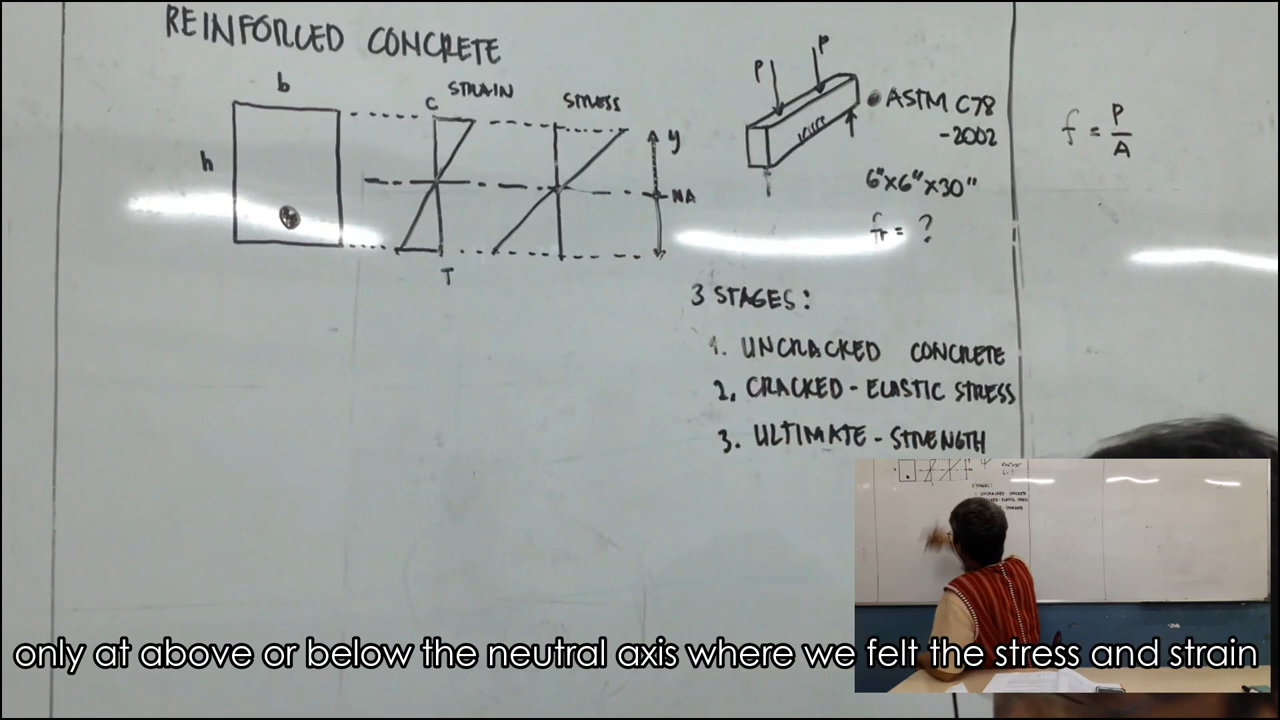 REINFORCED CONCRETE
b
h
C
STRAIN
T
STRESS
y
NA
P
P
ASTM C78
-2002
6"x6"x30"
fr = ?
f = P
A
3 STAGES:
1. UNCRACKED CONCRETE
2. CRACKED - ELASTIC STRESS
3. ULTIMATE - STRENGTH
only at above or below the neutral axis where we felt the stress and strain